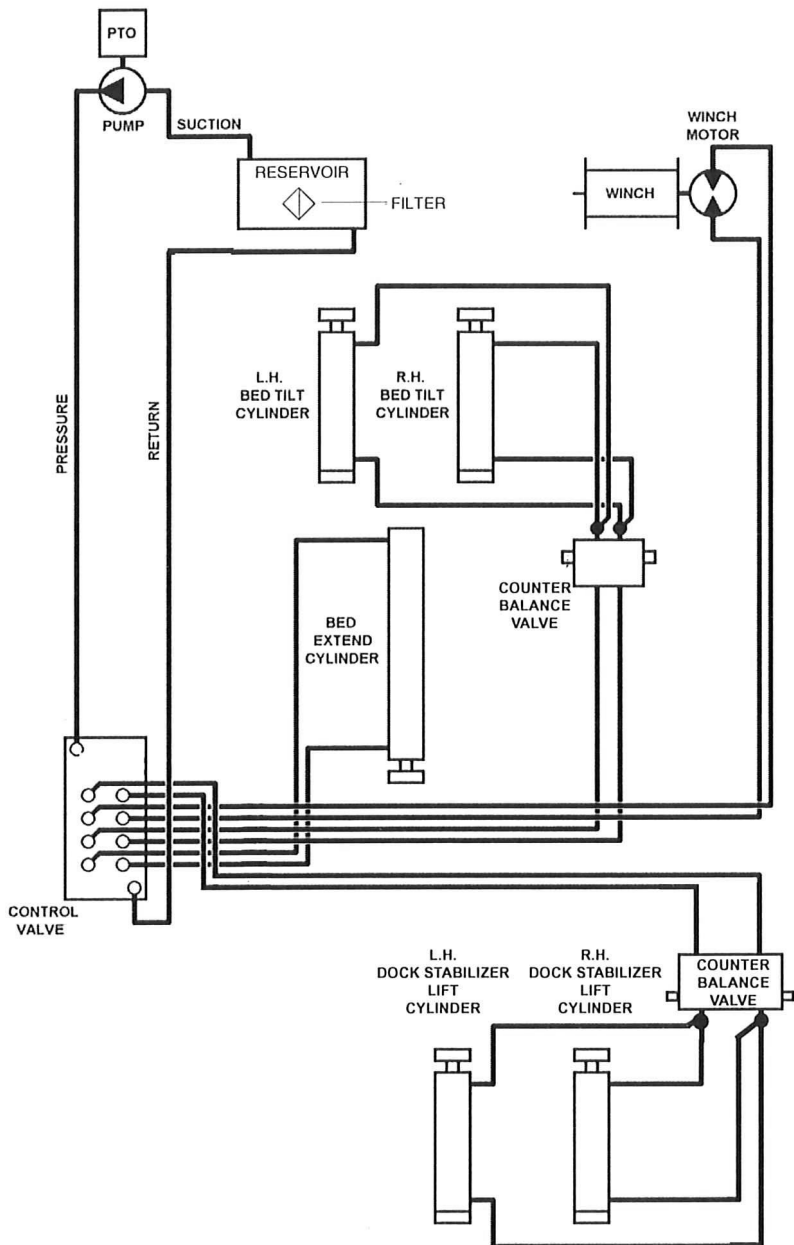 PTO
PUMP
SUCTION
RESERVOIR
FILTER
WINCH
MOTOR
WINCH
L.H.
BED TILT
CYLINDER
R.H.
BED TILT
CYLINDER
PRESSURE
RETURN
COUNTER
BALANCE
VALVE
BED
EXTEND
CYLINDER
CONTROL
VALVE
L.H.
DOCK STABILIZER
LIFT
CYLINDER
R.H.
DOCK STABILIZER
LIFT
CYLINDER
COUNTER
BALANCE
VALVE